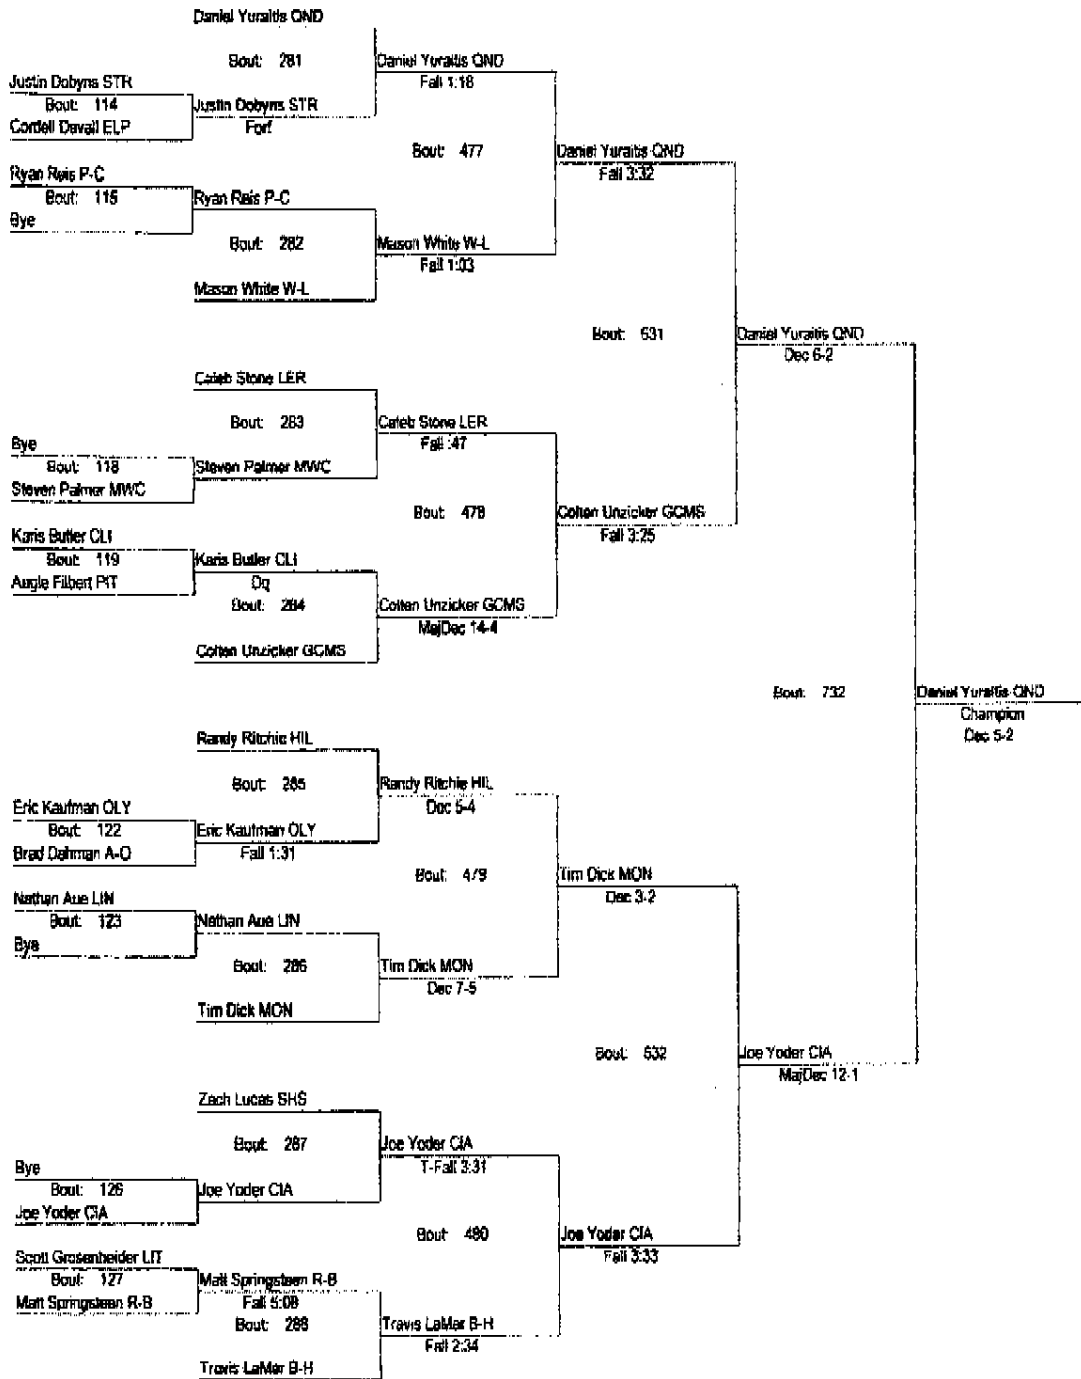 Daniel Yuraitis QND
Bout: 281
Daniel Yuraitis QND
Fall 1:18
Justin Dobyns STR
Bout: 114
Justin Dobyns STR
Cordell Davail ELP
Forf
Bout: 477
Daniel Yuraitis QND
Fall 3:32
Ryan Reis P-C
Bout: 115
Ryan Reis P-C
Bye
Bout: 282
Mason White W-L
Fall 1:03
Mason White W-L
Bout: 631
Daniel Yuraitis QND
Dec 6-2
Caleb Stone LER
Bout: 283
Caleb Stone LER
Fall :47
Bye
Bout: 118
Steven Palmer MWC
Steven Palmer MWC
Bout: 478
Colten Unzicker GCMS
Fall 3:25
Karis Butler CLI
Bout: 119
Karis Butler CLI
Augie Filbert PIT
Dq
Bout: 284
Colten Unzicker GCMS
MajDec 14-4
Colten Unzicker GCMS
Bout: 732
Daniel Yuraitis QND
Champion
Dec 5-2
Randy Ritchie HIL
Bout: 285
Randy Ritchie HIL
Dec 5-4
Eric Kaufman OLY
Bout: 122
Eric Kaufman OLY
Brad Dahman A-O
Fall 1:31
Bout: 479
Tim Dick MON
Dec 3-2
Nathan Aue LIN
Bout: 123
Nathan Aue LIN
Bye
Bout: 286
Tim Dick MON
Dec 7-5
Tim Dick MON
Bout: 632
Joe Yoder CIA
MajDec 12-1
Zach Lucas SHS
Bout: 287
Joe Yoder CIA
T-Fall 3:31
Bye
Bout: 126
Joe Yoder CIA
Joe Yoder CIA
Bout: 480
Joe Yoder CIA
Fall 3:33
Scott Grosenheider LIT
Bout: 127
Matt Springsteen R-B
Matt Springsteen R-B
Fall 5:08
Bout: 288
Travis LaMar B-H
Fall 2:34
Travis LaMar B-H